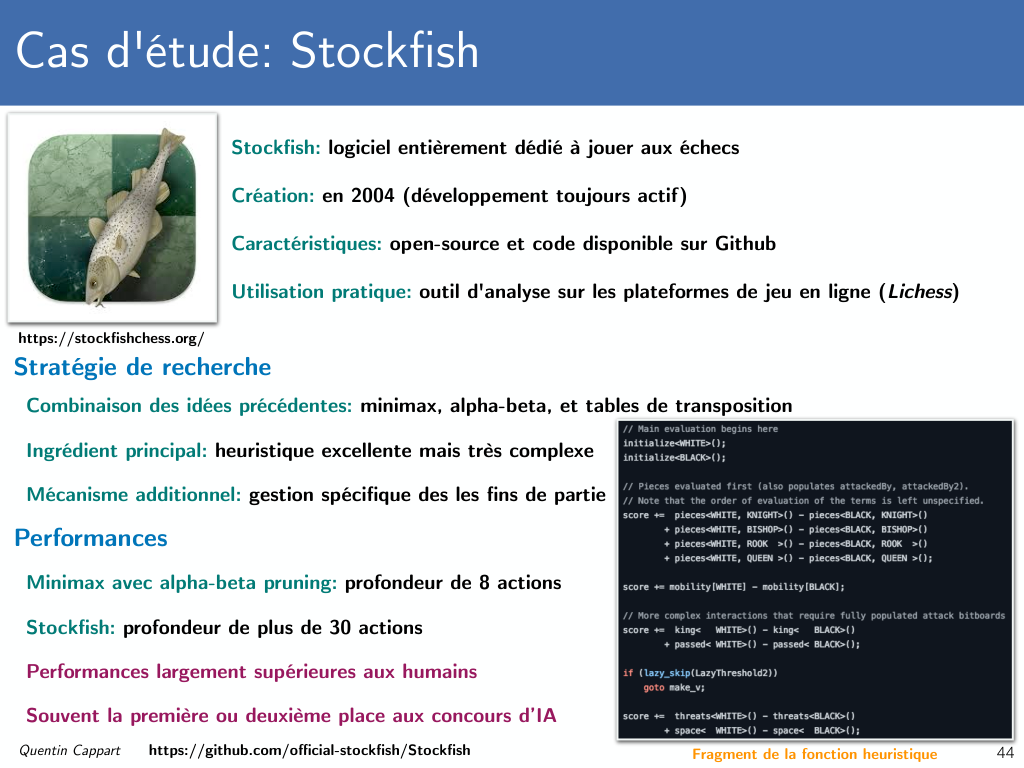 Cas d'étude: Stockfish
Stockfish: logiciel entièrement dédié à jouer aux échecs
Création: en 2004 (développement toujours actif)
Caractéristiques: open-source et code disponible sur Github
Utilisation pratique: outil d'analyse sur les plateformes de jeu en ligne (Lichess)
https://stockfishchess.org/
Stratégie de recherche
Combinaison des idées précédentes: minimax, alpha-beta, et tables de transposition
Ingrédient principal: heuristique excellente mais très complexe
Mécanisme additionnel: gestion spécifique des les fins de partie
Performances
Minimax avec alpha-beta pruning: profondeur de 8 actions
Stockfish: profondeur de plus de 30 actions
Performances largement supérieures aux humains
Souvent la première ou deuxième place aux concours d'IA
// Main evaluation begins here
initialize<WHITE>();
initialize<BLACK>();
// Pieces evaluated first (also populates attackedBy, attackedBy2).
// Note that the order of evaluation of the terms is left unspecified.
score += pieces<WHITE, KNIGHT>() - pieces<BLACK, KNIGHT>()
+ pieces<WHITE, BISHOP>() - pieces<BLACK, BISHOP>()
+ pieces<WHITE, ROOK >() - pieces<BLACK, ROOK >()
+ pieces<WHITE, QUEEN >() - pieces<BLACK, QUEEN >();
score += mobility[WHITE] - mobility[BLACK];
// More complex interactions that require fully populated attack bitboards
score += king< WHITE>() - king< BLACK>()
+ passed< WHITE>() - passed< BLACK>();
if (lazy_skip(LazyThreshold2))
goto make_v;
score += threats<WHITE>() - threats<BLACK>()
+ space< WHITE>() - space< BLACK>();
Quentin Cappart https://github.com/official-stockfish/Stockfish
Fragment de la fonction heuristique
44